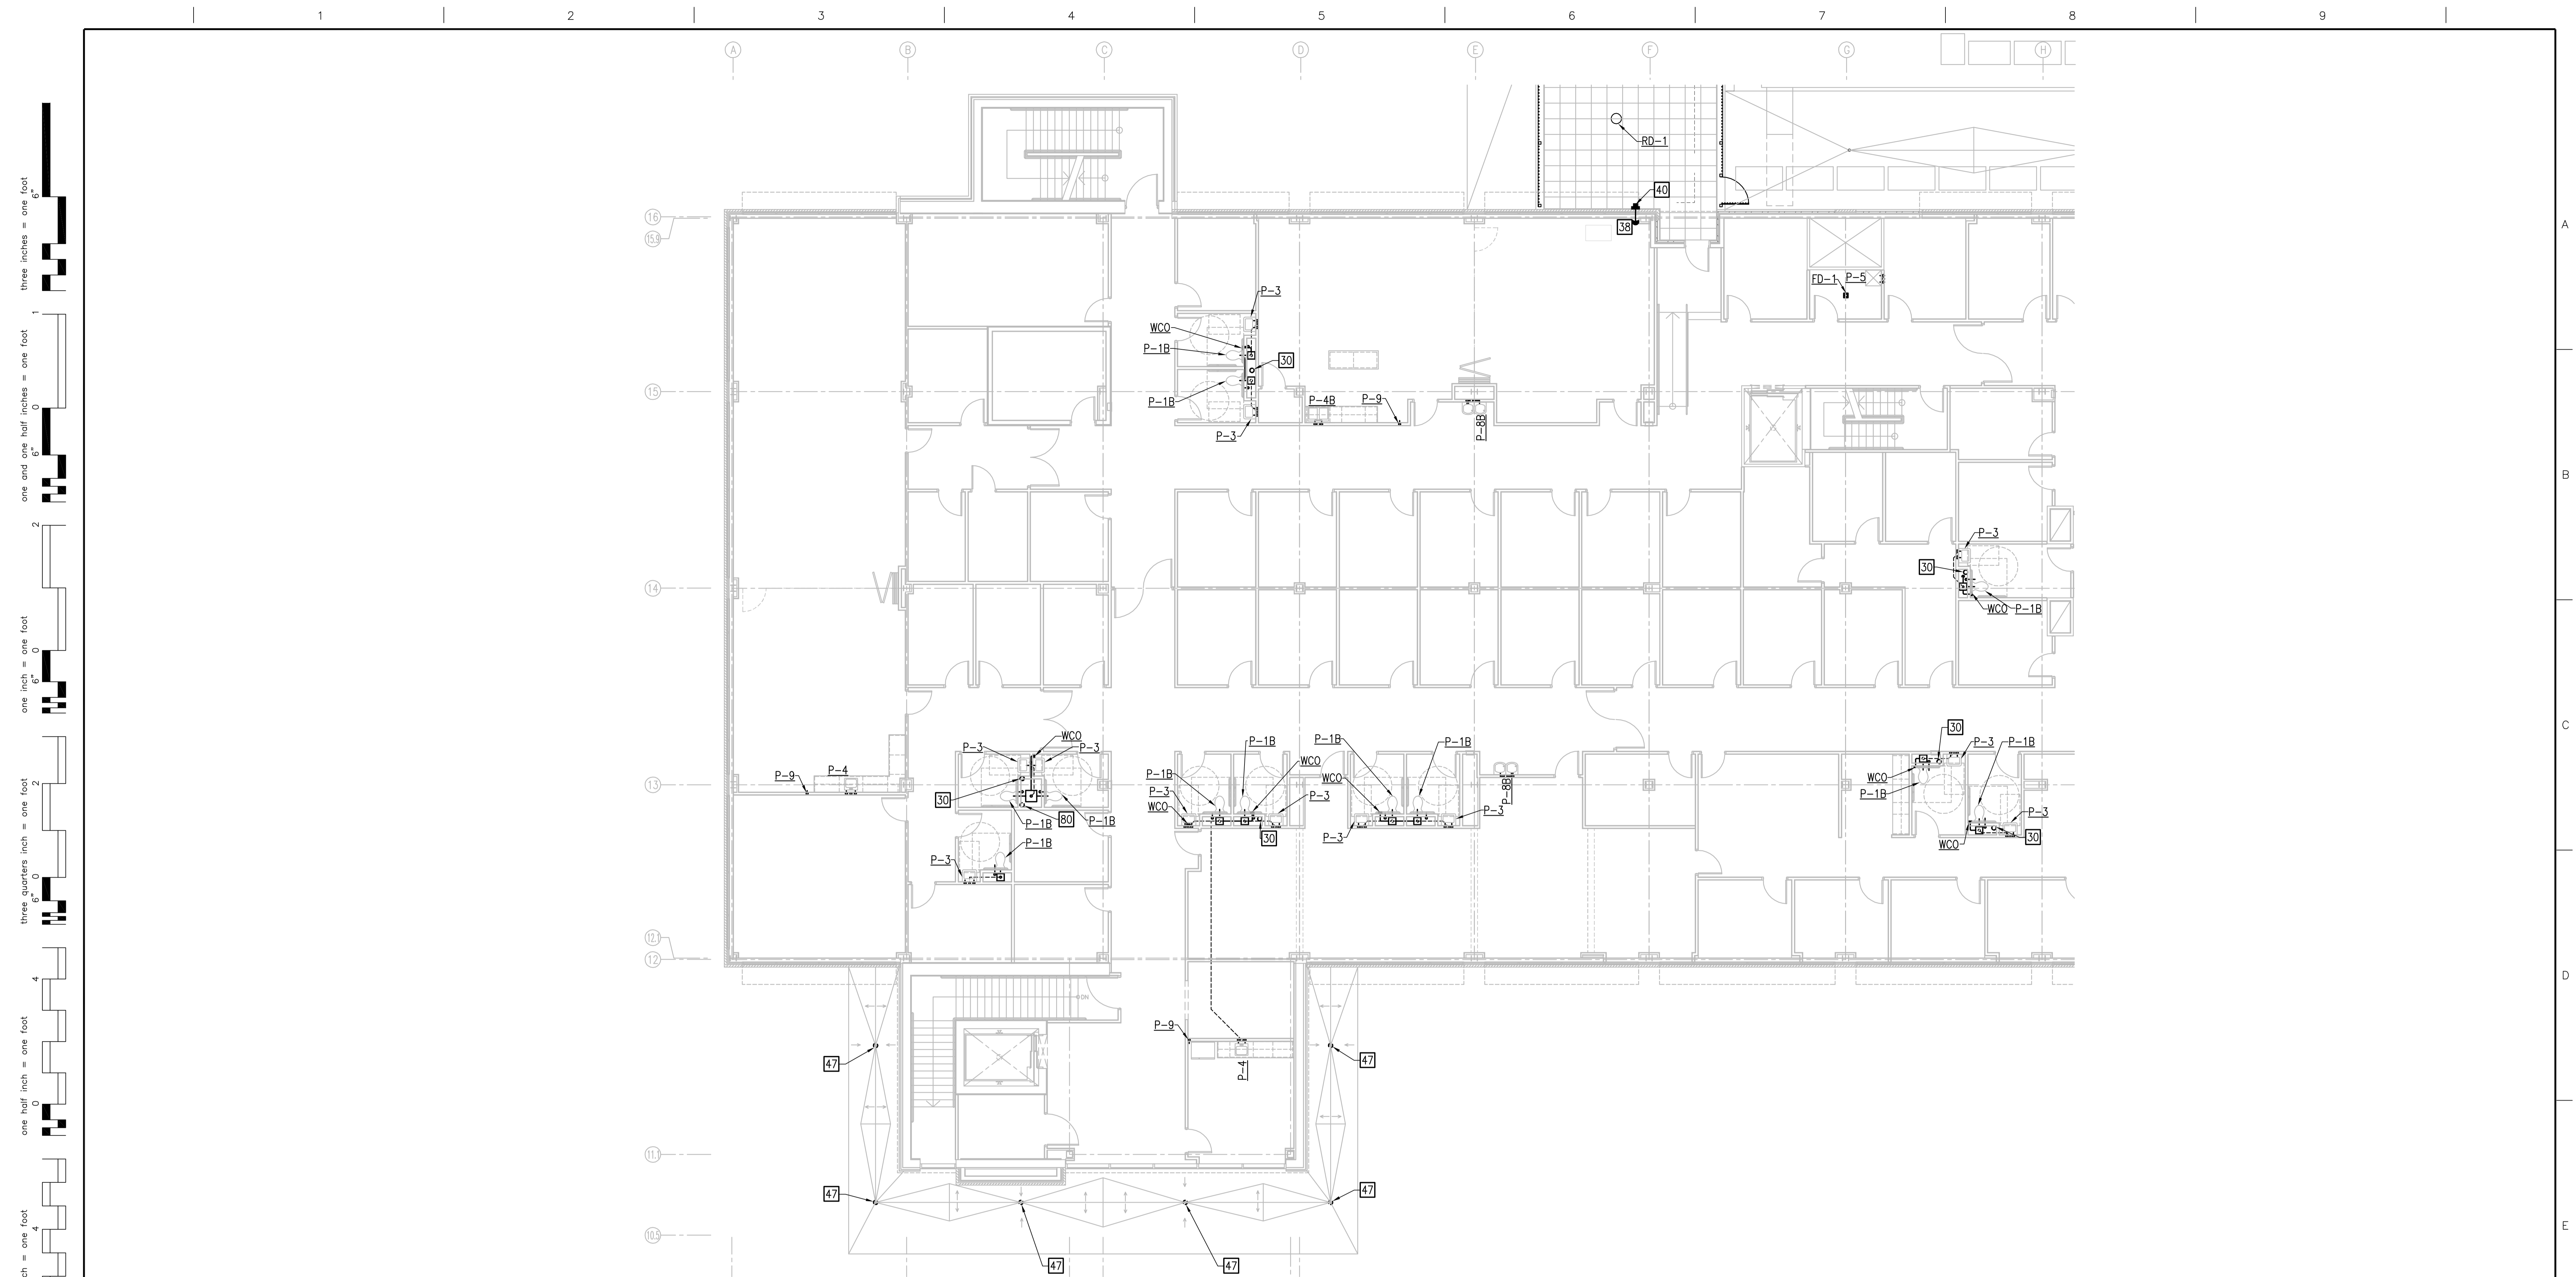 1 2 3 4 5 6 7 8 9
A B C D E F G H
RD-1
40
38
16
15.9
A
FD-1 P-5
P-3
WCO
P-1B
30
15
P-1B
P-4B
P-9
P-8B
P-3
B
P-3
30
14
WCO P-1B
C
30
P-3
P-1B
WCO
P-3
P-3
P-1B
P-1B
P-1B
P-1B
WCO
WCO
P-9
P-4
13
30
P-1B
P-3
WCO
P-3
P-8B
WCO
P-1B
P-3
P-1B
P-1B
80
30
P-3
P-3
WCO
30
P-1B
P-3
12.1
12
D
DN
P-9
P-4
47
47
11.1
47
47
10.5
47
47
E
three inches = one foot
6"
one and one half inches = one foot
1
0
6"
one inch = one foot
2
0
6"
three quarters inch = one foot
2
0
6"
one half inch = one foot
4
0
ch = one foot
4